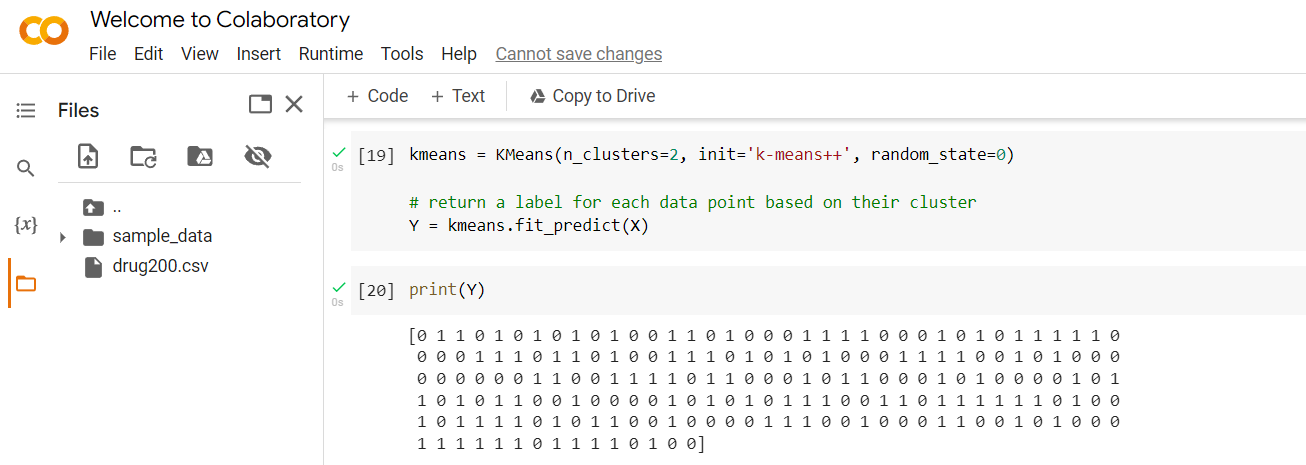 Welcome to Colaboratory
File Edit View Insert Runtime Tools Help Cannot save changes
Files
+ Code + Text Copy to Drive
..
sample_data
drug200.csv
{x}
0s
[19] kmeans = KMeans(n_clusters=2, init='k-means++', random_state=0)
# return a label for each data point based on their cluster
Y = kmeans.fit_predict(X)
0s
[20] print(Y)
[0 1 1 0 1 0 1 0 1 0 1 0 0 1 1 0 1 0 0 0 1 1 1 1 0 0 0 1 0 1 0 1 1 1 1 1 0
0 0 0 1 1 1 0 1 1 0 1 0 0 1 1 1 0 1 0 1 0 1 0 0 0 1 1 1 1 0 0 1 0 1 0 0 0
0 0 0 0 0 0 1 1 0 0 1 1 1 1 0 1 1 0 0 0 1 0 1 1 0 0 0 1 0 1 0 0 0 0 1 0 1
1 0 1 0 1 1 0 0 1 0 0 0 0 1 0 1 0 1 0 1 1 1 0 0 1 1 0 1 1 1 1 1 1 0 1 0 0
1 0 1 1 1 1 0 1 0 1 1 0 0 1 0 0 0 0 1 1 1 0 0 1 0 0 0 1 1 0 0 1 0 1 0 0 0
1 1 1 1 1 1 0 1 1 1 1 0 1 0 0]